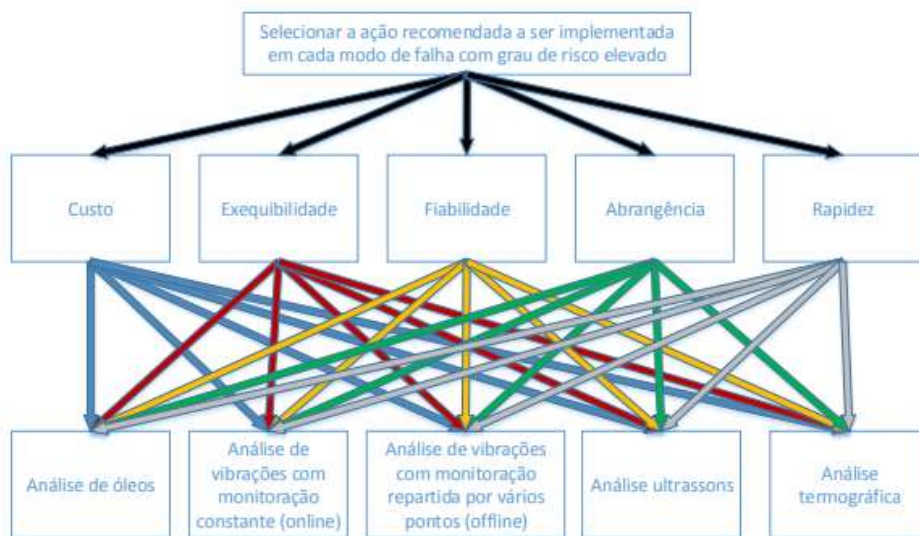 Selecionar a ação recomendada a ser implementada
em cada modo de falha com grau de risco elevado
Custo
Exequibilidade
Fiabilidade
Abrangência
Rapidez
Análise de óleos
Análise de
vibrações com
monitoração
constante (online)
Análise de vibrações
com monitoração
repartida por vários
pontos (offline)
Análise ultrassons
Análise
termográfica